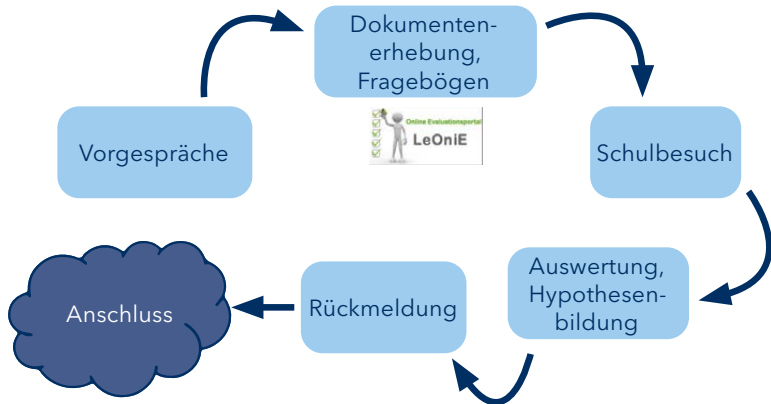 Dokumenten-
erhebung,
Fragebögen
Vorgespräche
Online Evaluationsportal
LeOniE
Schulbesuch
Auswertung,
Hypothesen-
bildung
Rückmeldung
Anschluss